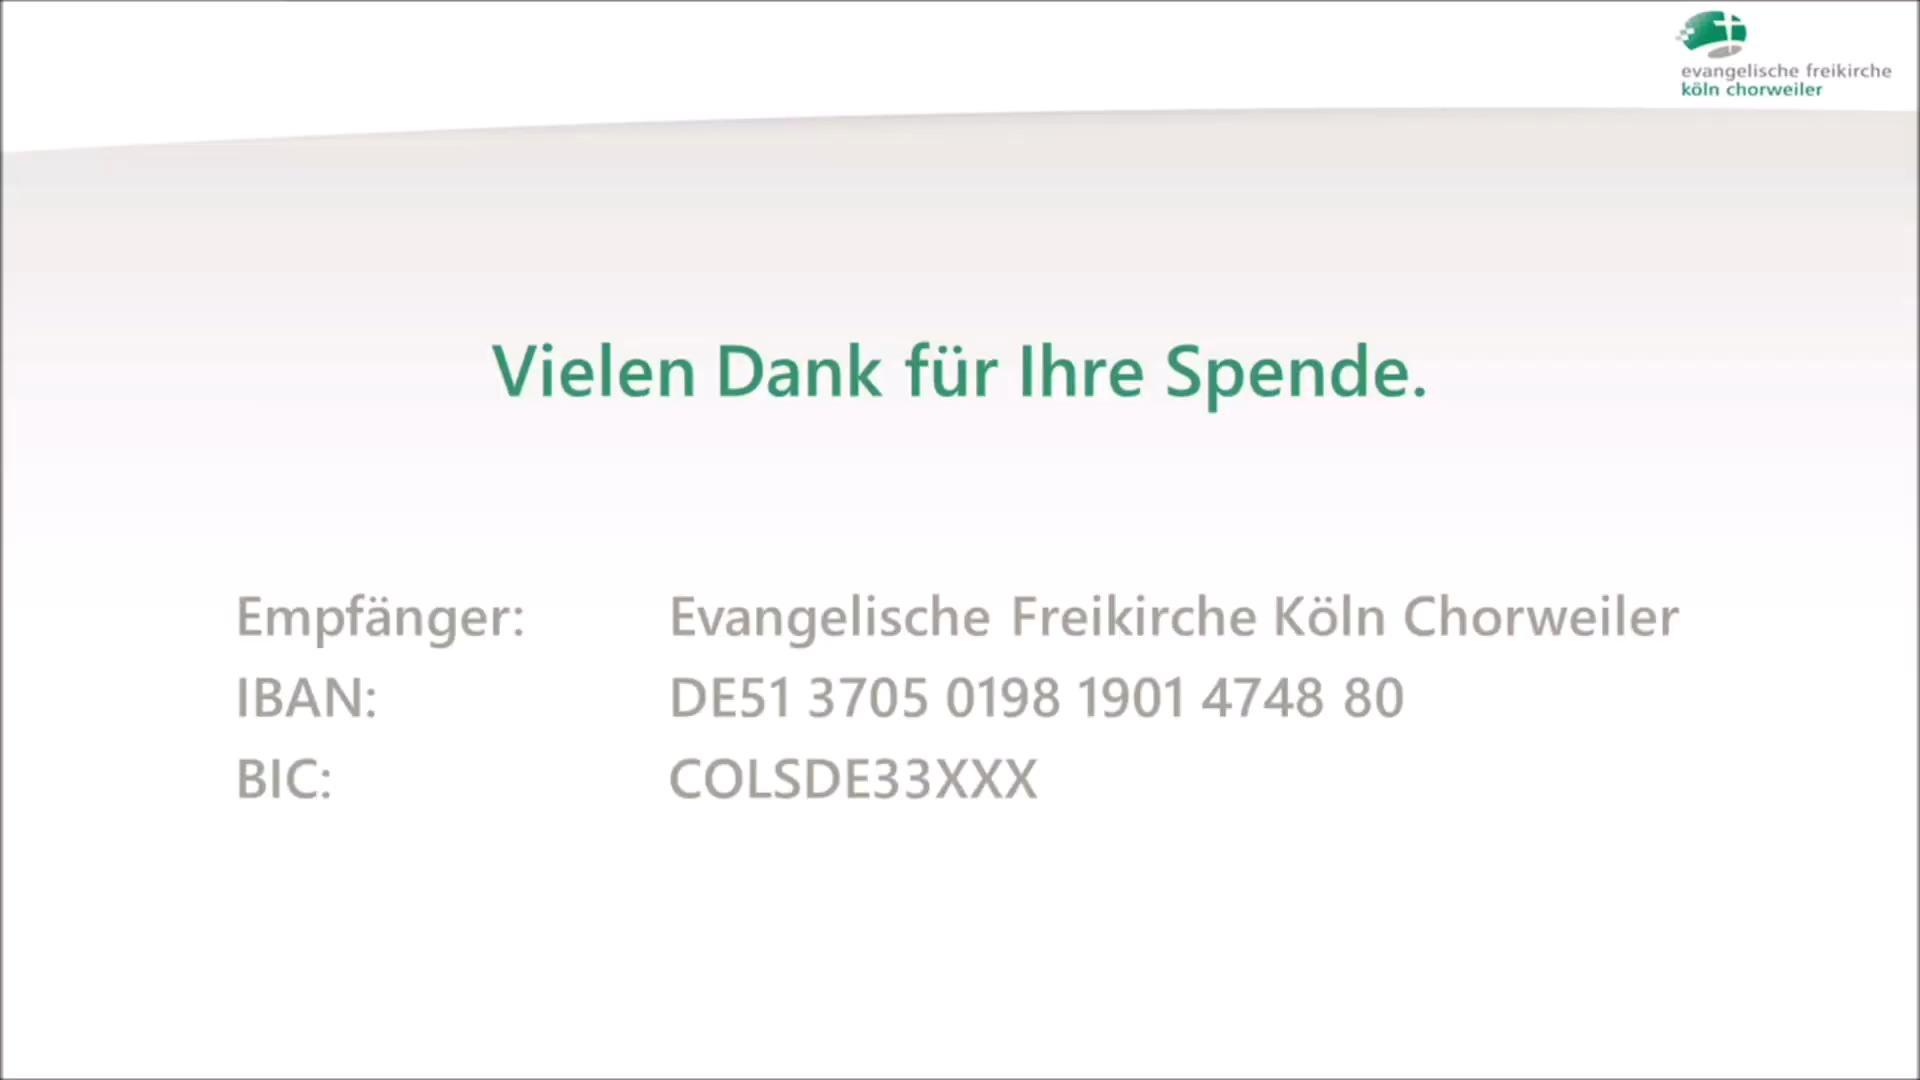 evangelische freikirche
köln chorweiler
Vielen Dank für Ihre Spende.
Empfänger: Evangelische Freikirche Köln Chorweiler
IBAN: DE51 3705 0198 1901 4748 80
BIC: COLSDE33XXX